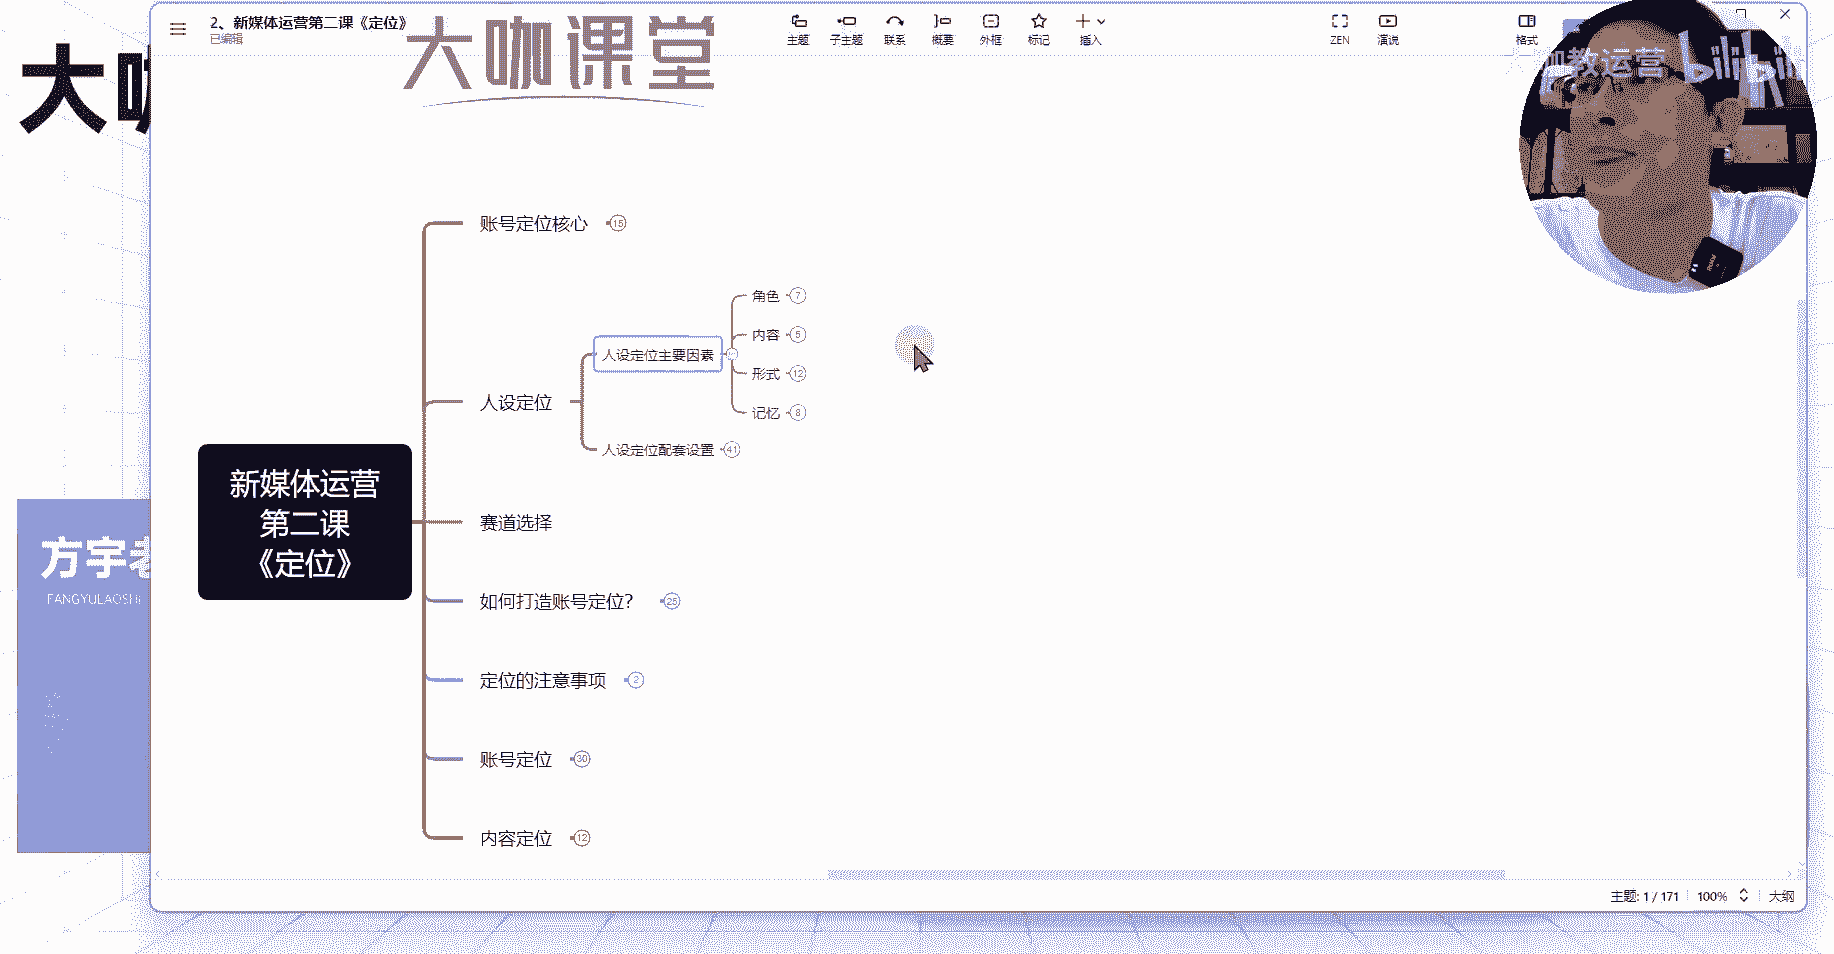 2、新媒体运营第二课《定位》
已编辑
大咖课堂
主题
子主题
联系
概要
外框
标记
插入
ZEN
演说
格式
咖教运营
bilibili
大咖
账号定位核心 15
角色 7
内容 5
人设定位主要因素
形式 12
人设定位
记忆 8
人设定位配套设置 41
新媒体运营
第二课
《定位》
赛道选择
方宇老
FANGYULAOSHI
如何打造账号定位? 25
定位的注意事项 2
账号定位 30
内容定位 12
主题: 1 / 171
100%
大纲